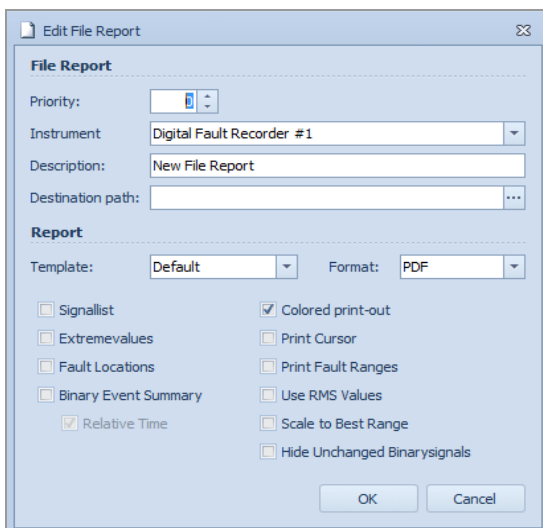 Edit File Report
File Report
Priority: 0
Instrument Digital Fault Recorder #1
Description: New File Report
Destination path: ...
Report
Template: Default Format: PDF
Signallist Colored print-out
Extremevalues Print Cursor
Fault Locations Print Fault Ranges
Binary Event Summary Use RMS Values
Relative Time Scale to Best Range
Hide Unchanged Binarysignals
OK Cancel